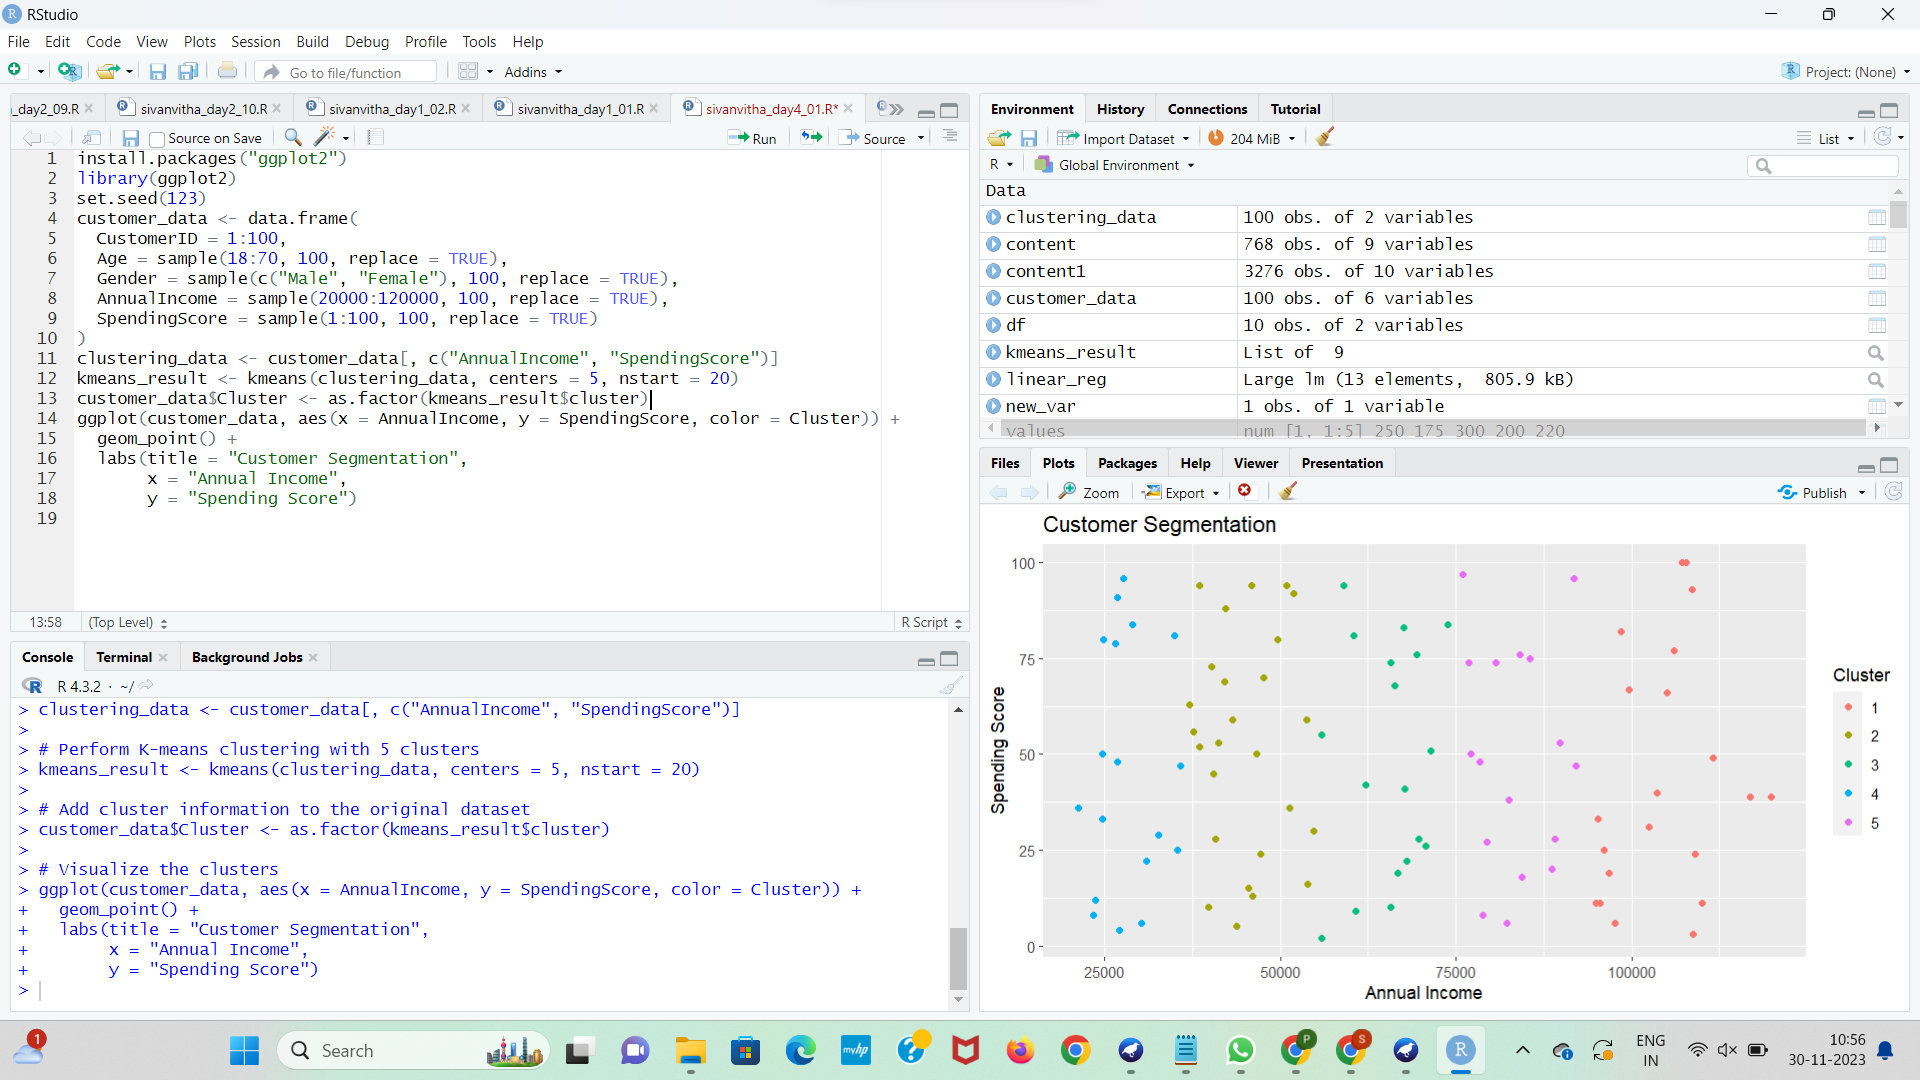 RStudio
File Edit Code View Plots Session Build Debug Profile Tools Help
Go to file/function Addins Project: (None)
_day2_09.R sivanvitha_day2_10.R sivanvitha_day1_02.R sivanvitha_day1_01.R sivanvitha_day4_01.R*
Source on Save Run Source
1 install.packages("ggplot2")
2 library(ggplot2)
3 set.seed(123)
4 customer_data <- data.frame(
5 CustomerID = 1:100,
6 Age = sample(18:70, 100, replace = TRUE),
7 Gender = sample(c("Male", "Female"), 100, replace = TRUE),
8 AnnualIncome = sample(20000:120000, 100, replace = TRUE),
9 SpendingScore = sample(1:100, 100, replace = TRUE)
10 )
11 clustering_data <- customer_data[, c("AnnualIncome", "SpendingScore")]
12 kmeans_result <- kmeans(clustering_data, centers = 5, nstart = 20)
13 customer_data$Cluster <- as.factor(kmeans_result$cluster)
14 ggplot(customer_data, aes(x = AnnualIncome, y = SpendingScore, color = Cluster)) +
15 geom_point() +
16 labs(title = "Customer Segmentation",
17 x = "Annual Income",
18 y = "Spending Score")
19
13:58 (Top Level) R Script
Console Terminal Background Jobs
R 4.3.2 · ~/
> clustering_data <- customer_data[, c("AnnualIncome", "SpendingScore")]
>
> # Perform K-means clustering with 5 clusters
> kmeans_result <- kmeans(clustering_data, centers = 5, nstart = 20)
>
> # Add cluster information to the original dataset
> customer_data$Cluster <- as.factor(kmeans_result$cluster)
>
> # Visualize the clusters
> ggplot(customer_data, aes(x = AnnualIncome, y = SpendingScore, color = Cluster)) +
+ geom_point() +
+ labs(title = "Customer Segmentation",
+ x = "Annual Income",
+ y = "Spending Score")
>
Environment History Connections Tutorial
Import Dataset 204 MiB List
R Global Environment
Data
clustering_data 100 obs. of 2 variables
content 768 obs. of 9 variables
content1 3276 obs. of 10 variables
customer_data 100 obs. of 6 variables
df 10 obs. of 2 variables
kmeans_result List of 9
linear_reg Large lm (13 elements, 805.9 kB)
new_var 1 obs. of 1 variable
values num [1, 1:5] 250 175 300 200 220
Files Plots Packages Help Viewer Presentation
Zoom Export Publish
Customer Segmentation
100
75
50
25
0
Spending Score
25000 50000 75000 100000
Annual Income
Cluster
1
2
3
4
5
1
Search
myhp
P
S
R
ENG
IN
10:56
30-11-2023